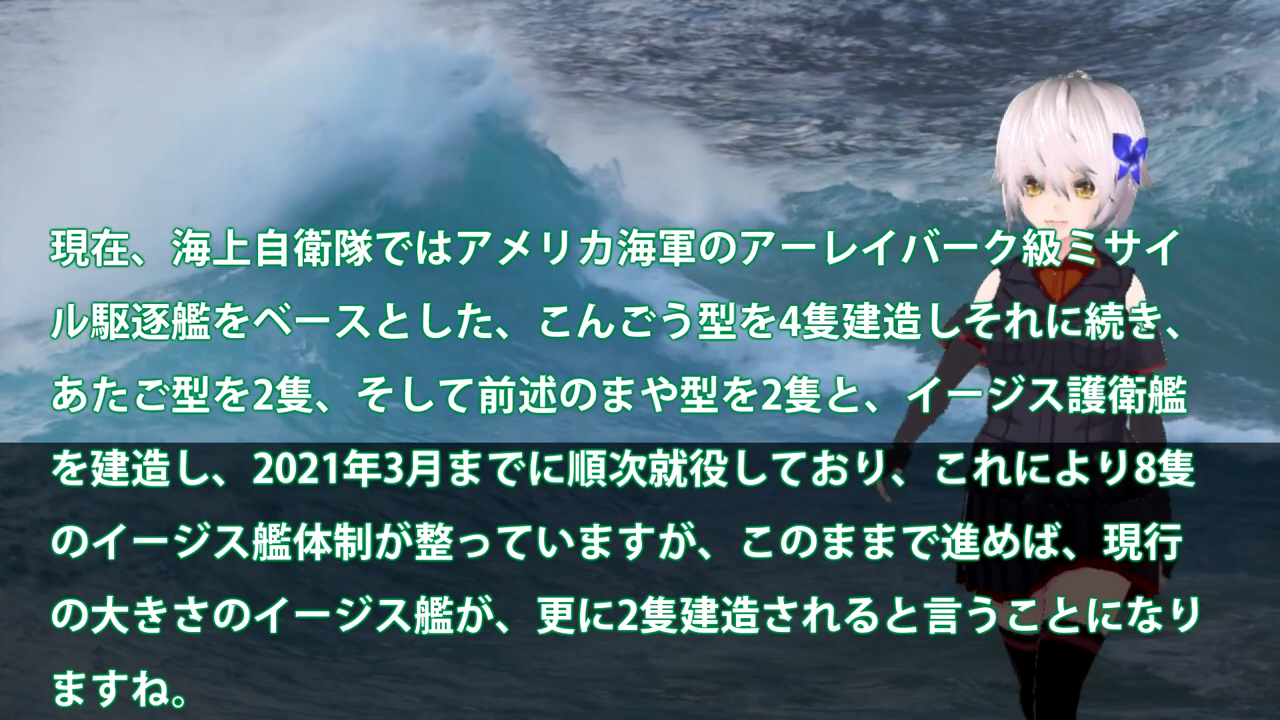 現在、海上自衛隊ではアメリカ海軍のアーレイバーク級ミサイ
ル駆逐艦をベースとした、こんごう型を4隻建造しそれに続き、
あたご型を2隻、そして前述のまや型を2隻と、イージス護衛艦
を建造し、2021年3月までに順次就役しており、これにより8隻
のイージス艦体制が整っていますが、このままで進めば、現行
の大きさのイージス艦が、更に2隻建造されると言うことになり
ますね。